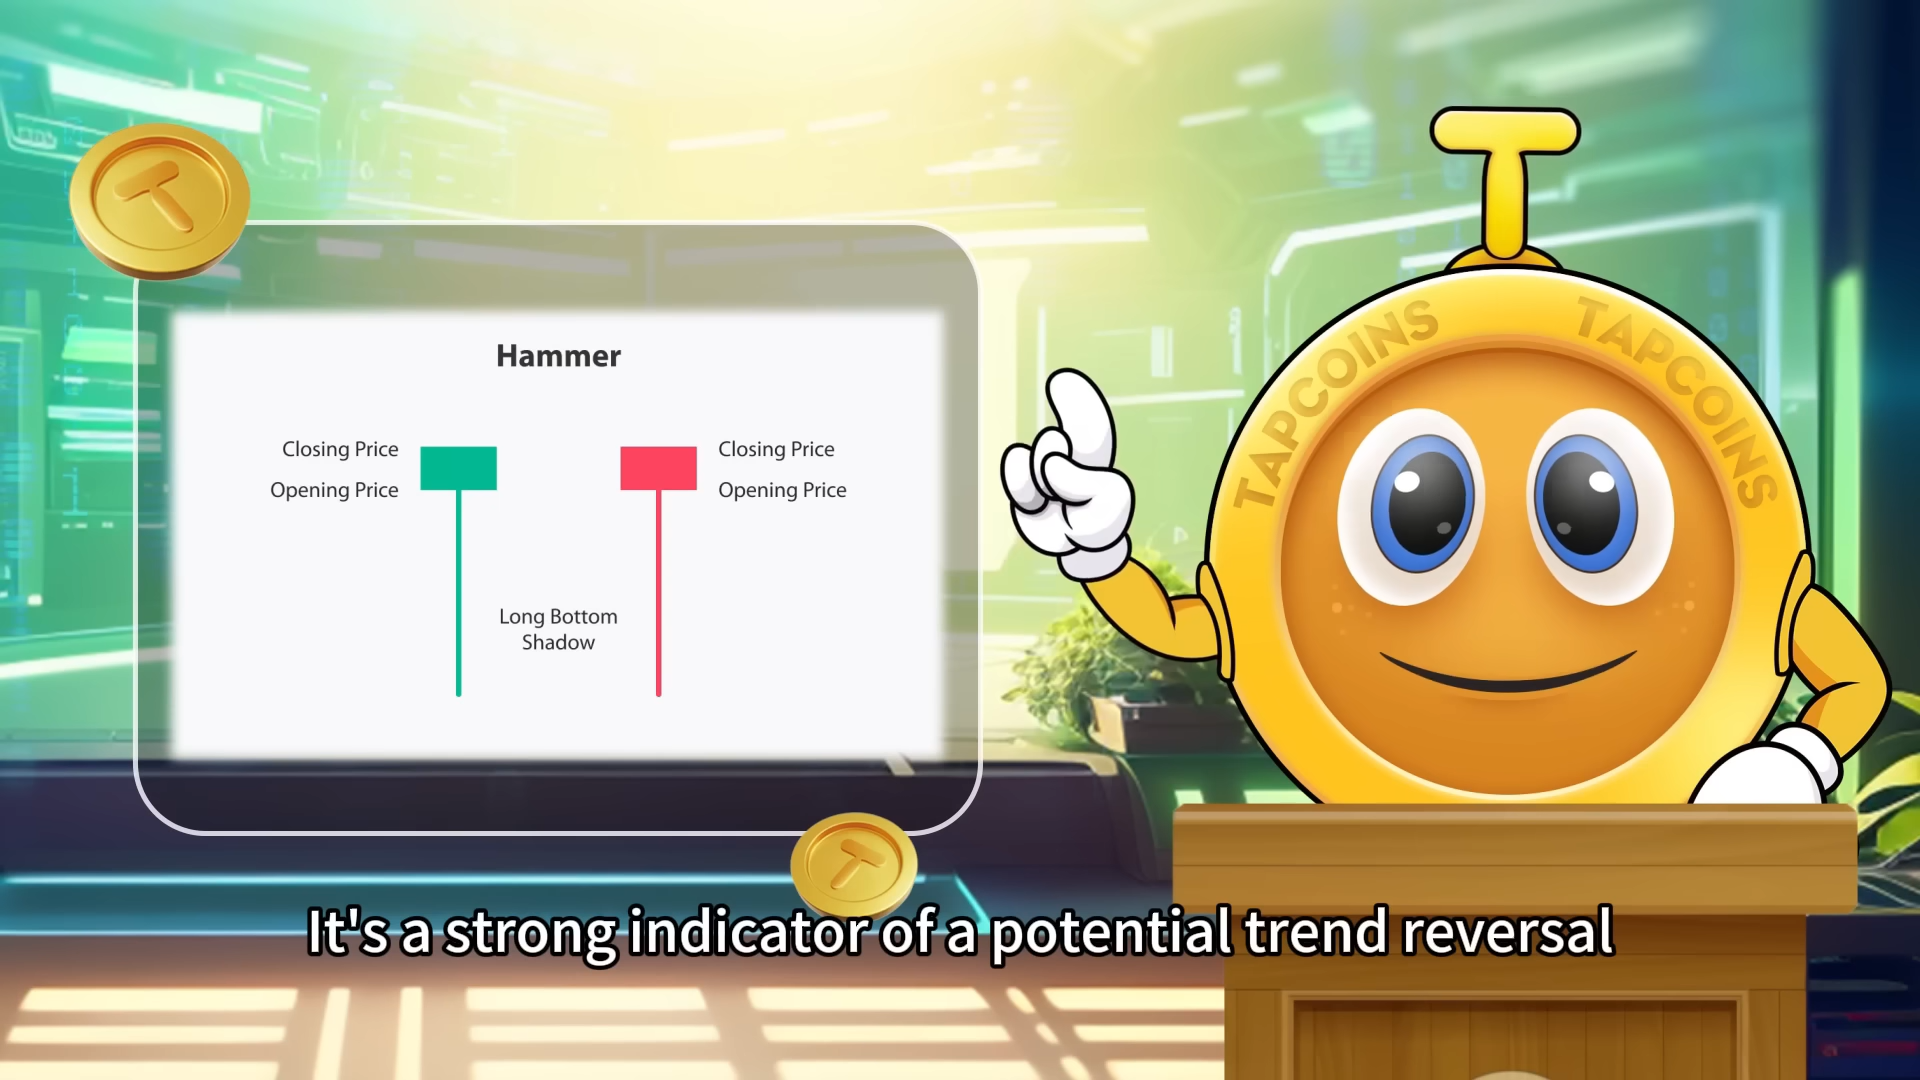 T
T
TAPCOINS TAPCOINS
Hammer
Closing Price Closing Price
Opening Price Opening Price
Long Bottom
Shadow
T
It's a strong indicator of a potential trend reversal